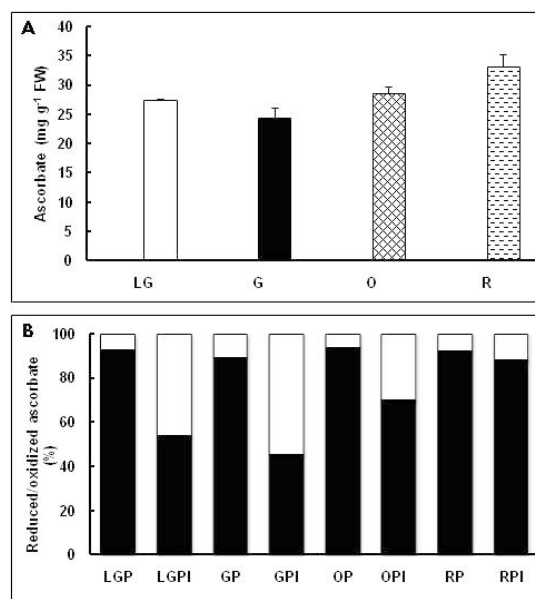 A
40
35
30
25
20
15
10
5
0
Ascorbate (mg g-1 FW)
LG G O R
B
100
80
60
40
20
0
Reduced/oxidized ascorbate
(%)
LGP LGPI GP GPI OP OPI RP RPI